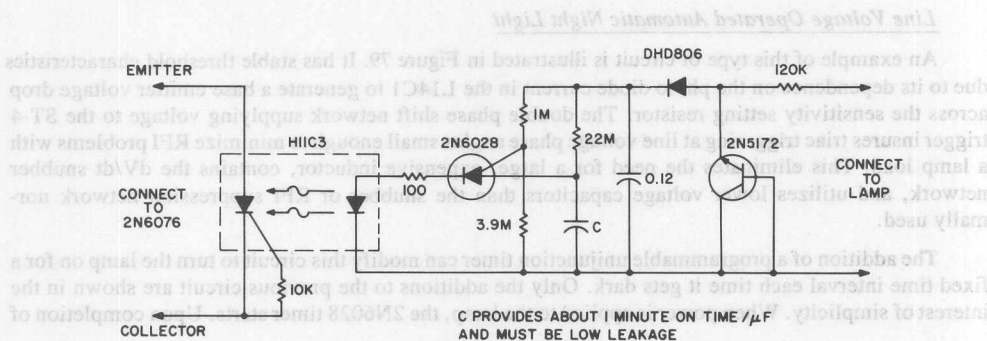 Line Voltage Operated Automatic Night Light
An example of this type of circuit is illustrated in Figure 79. It has stable threshold characteristics
due to its dependence on the photo diode current in the L14C1 to generate a base emitter voltage drop
across the sensitivity setting resistor. The double phase shift network supplying voltage to the ST-4
trigger insures triac triggering at line voltage phase angles small enough to minimize RFI problems with
a lamp load. This eliminates the need for a large, expensive inductor, contains the dV/dt snubber
network, and utilizes lower voltage capacitors than the snubber or RFI suppression network nor-
mally used.
The addition of a programmable unijunction timer can modify this circuit to turn the lamp on for a
fixed time interval each time it gets dark. Only the additions to the previous circuit are shown in the
interest of simplicity. When power is applied to the lamp, the 2N6028 timer starts. Upon completion of
EMITTER
DHD806
120K
1M
H11C3
2N6028
22M
2N5172
CONNECT
TO
2N6076
100
0.12
CONNECT
TO
LAMP
3.9M
C
10K
COLLECTOR
C PROVIDES ABOUT 1 MINUTE ON TIME /μF
AND MUST BE LOW LEAKAGE